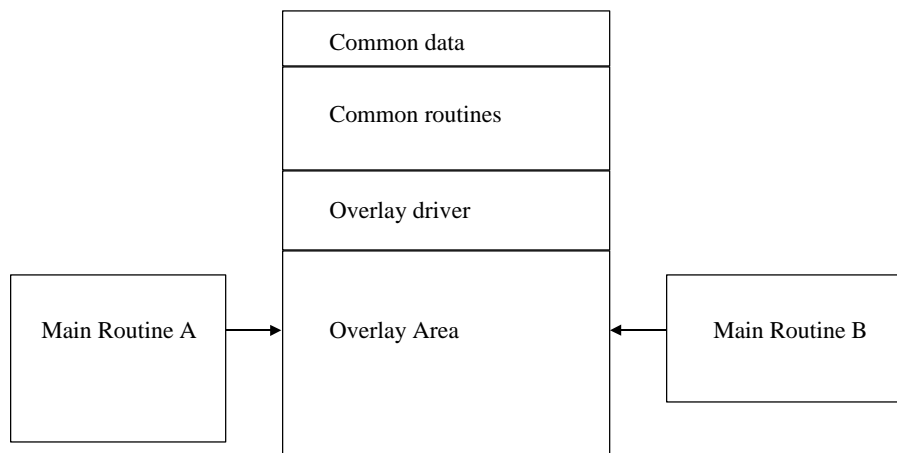 Common data
Common routines
Overlay driver
Main Routine A
Overlay Area
Main Routine B